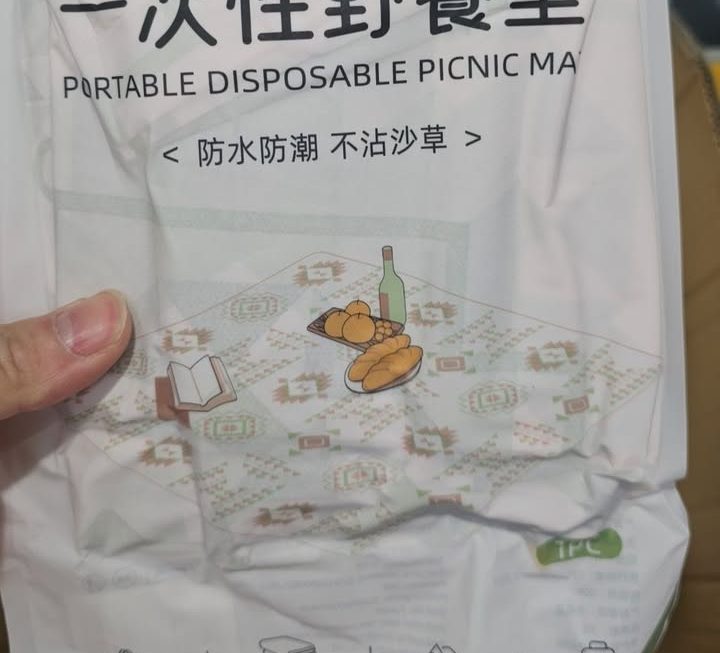 一次性野餐垫
PORTABLE DISPOSABLE PICNIC MA
< 防水防潮 不沾沙草 >